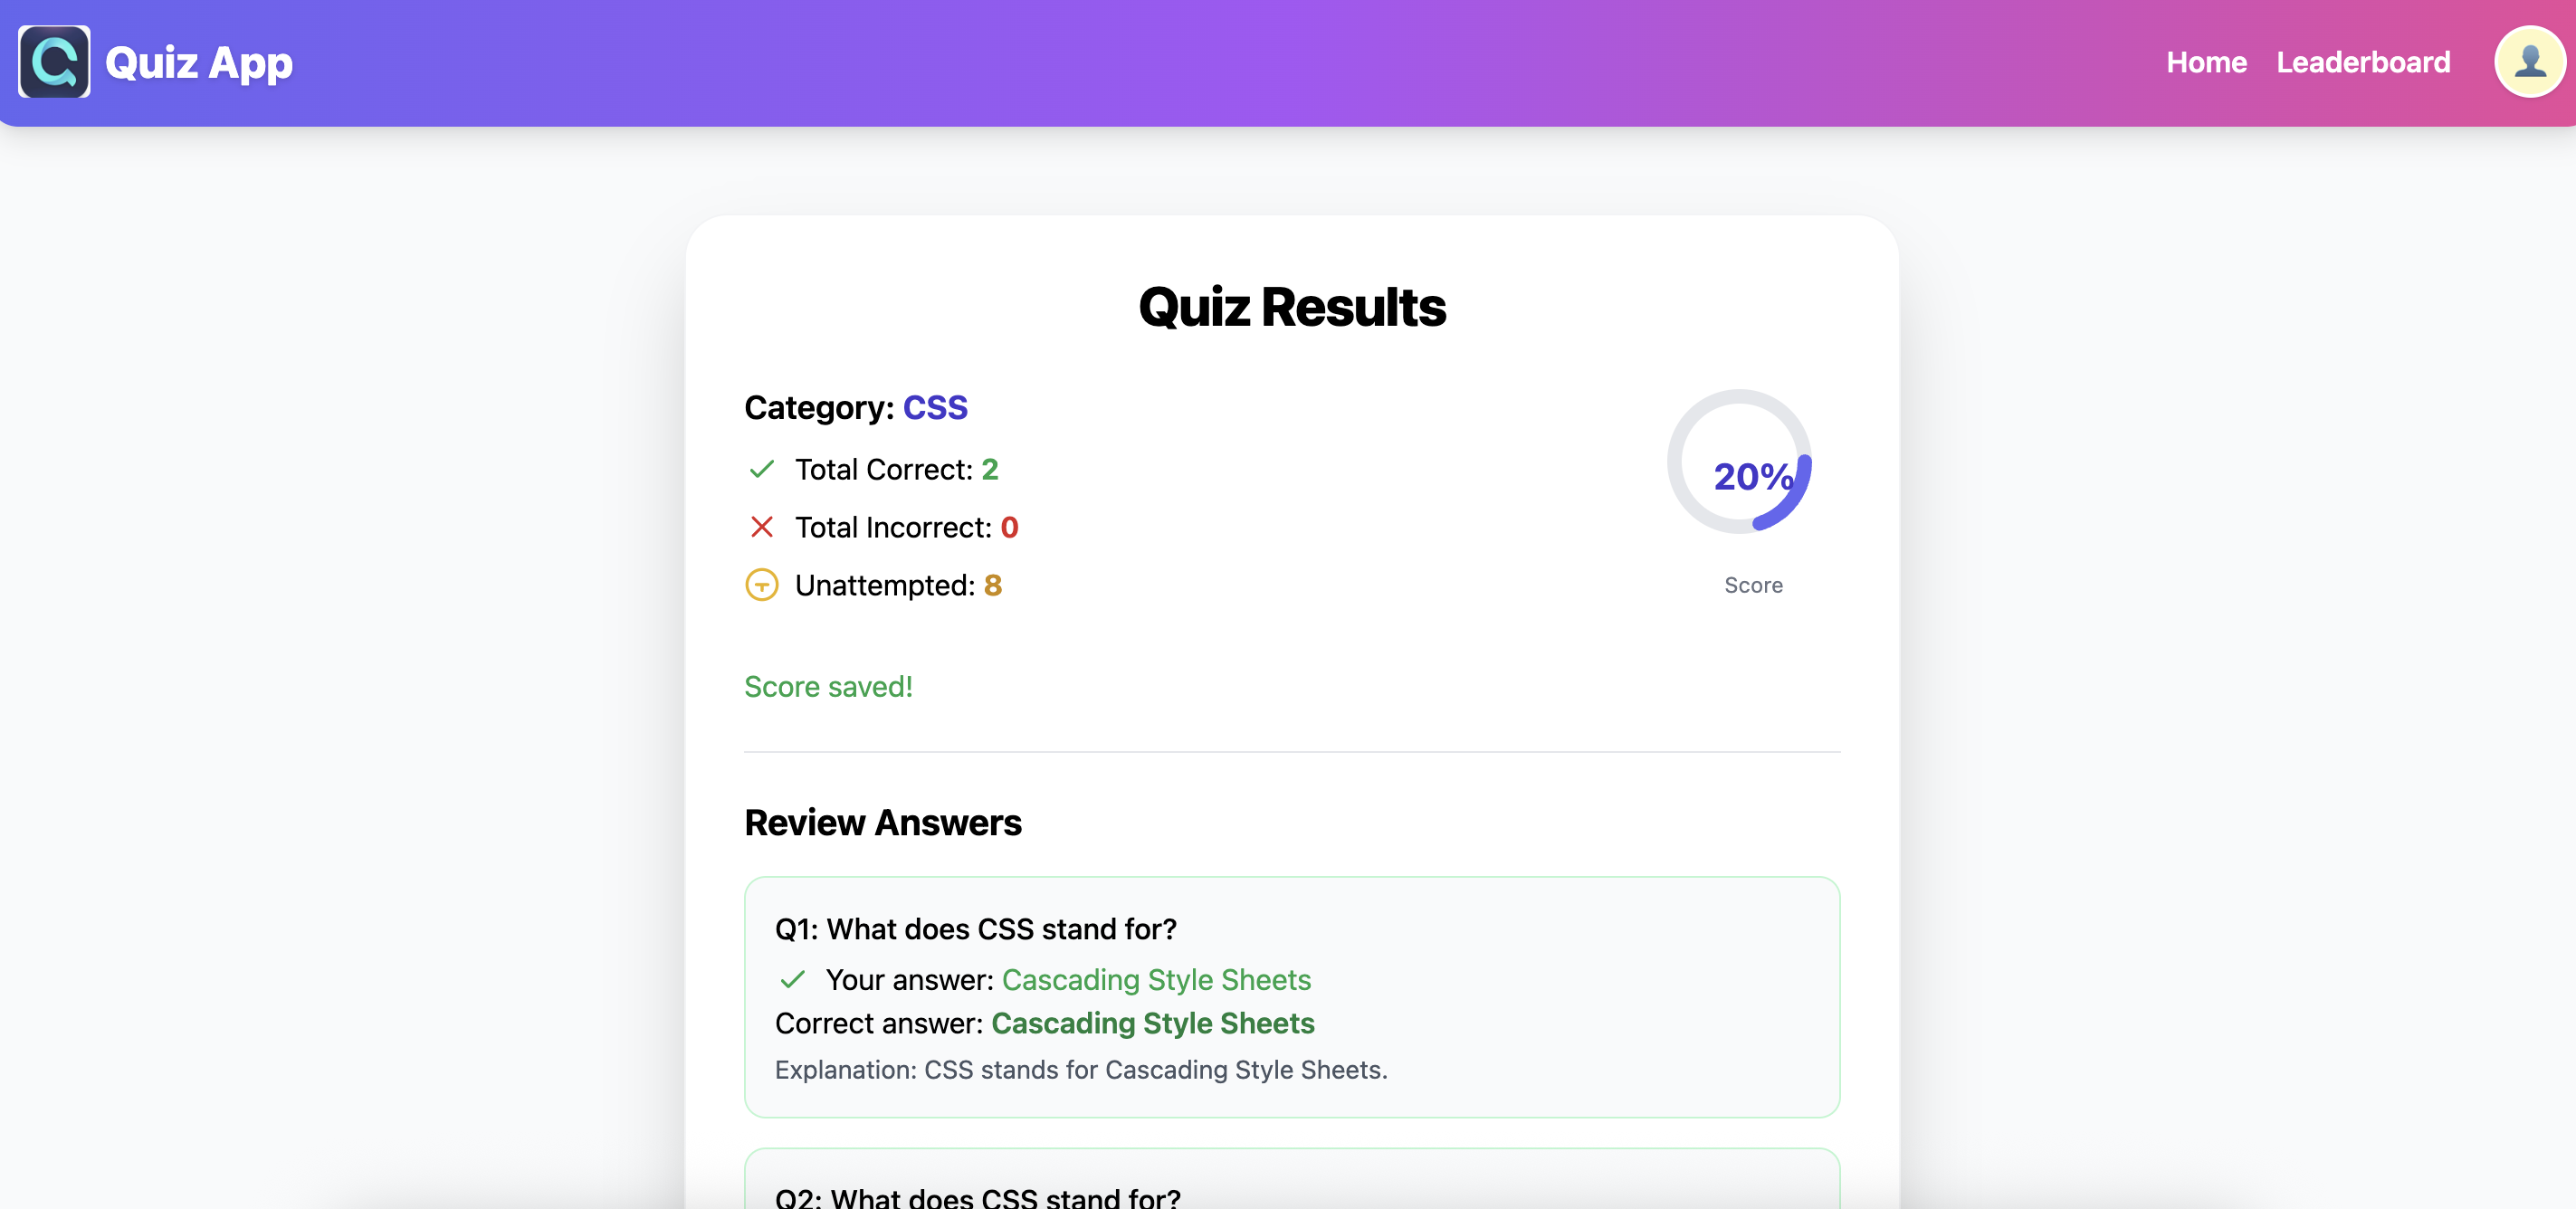 Quiz App
Home
Leaderboard
Quiz Results
Category: CSS
Total Correct: 2
Total Incorrect: 0
Unattempted: 8
20%
Score
Score saved!
Review Answers
Q1: What does CSS stand for?
Your answer: Cascading Style Sheets
Correct answer: Cascading Style Sheets
Explanation: CSS stands for Cascading Style Sheets.
Q2: What does CSS stand for?